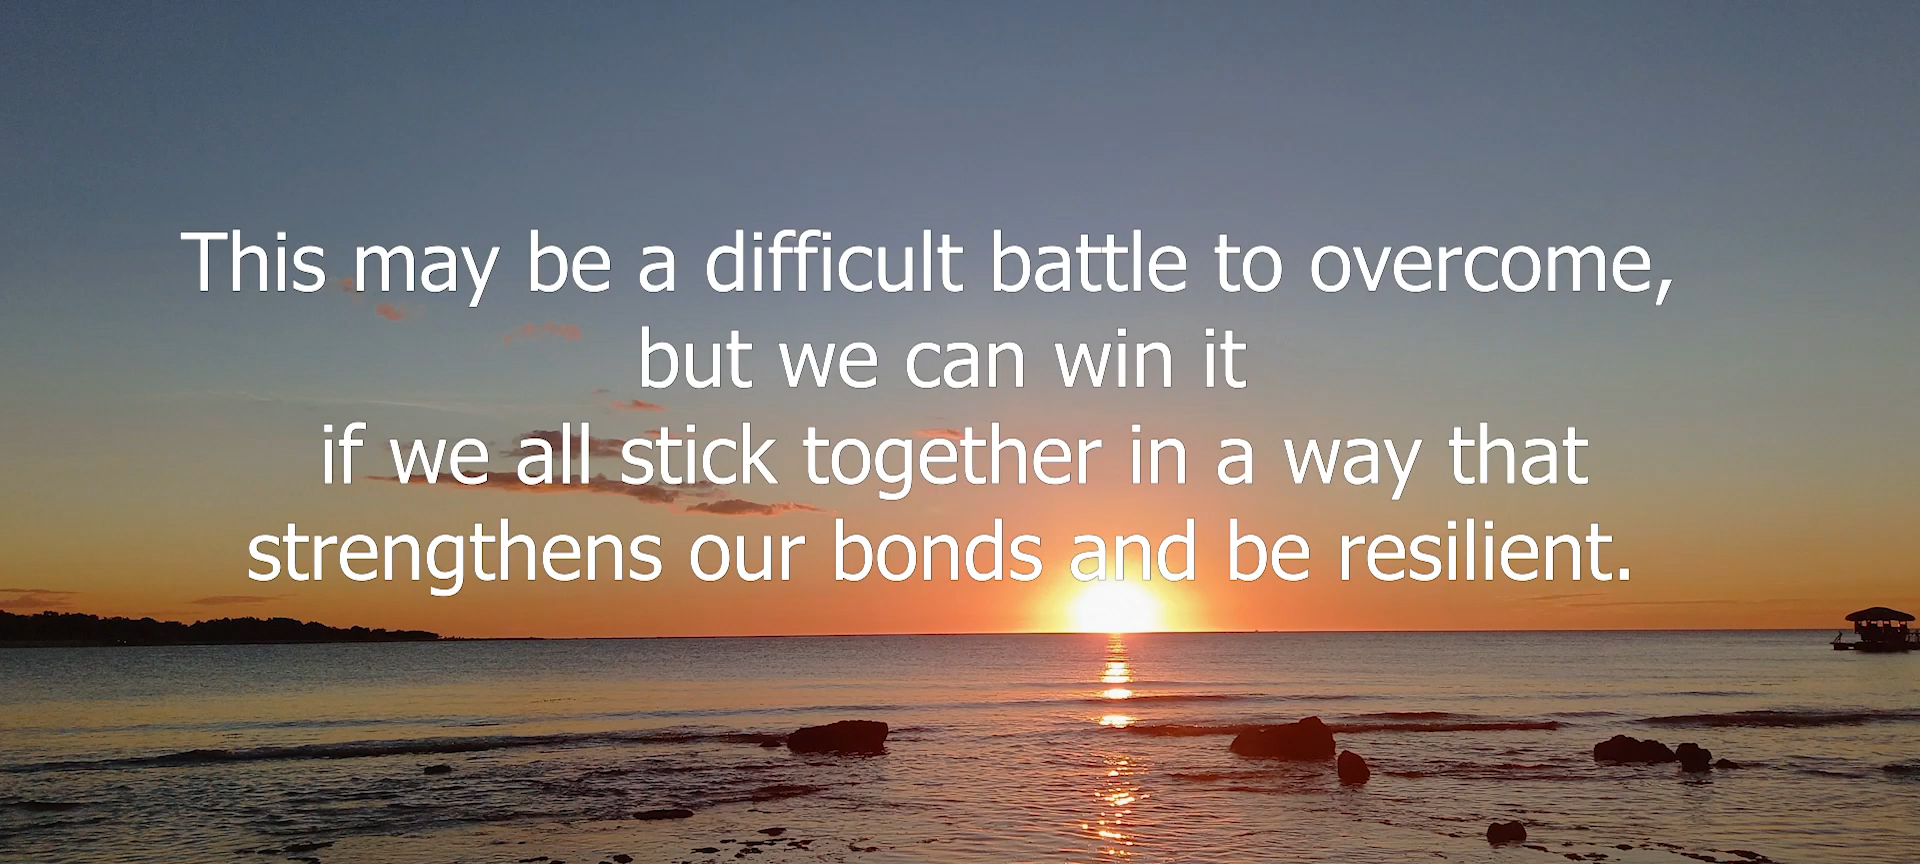 This may be a difficult battle to overcome,
but we can win it
if we all stick together in a way that
strengthens our bonds and be resilient.